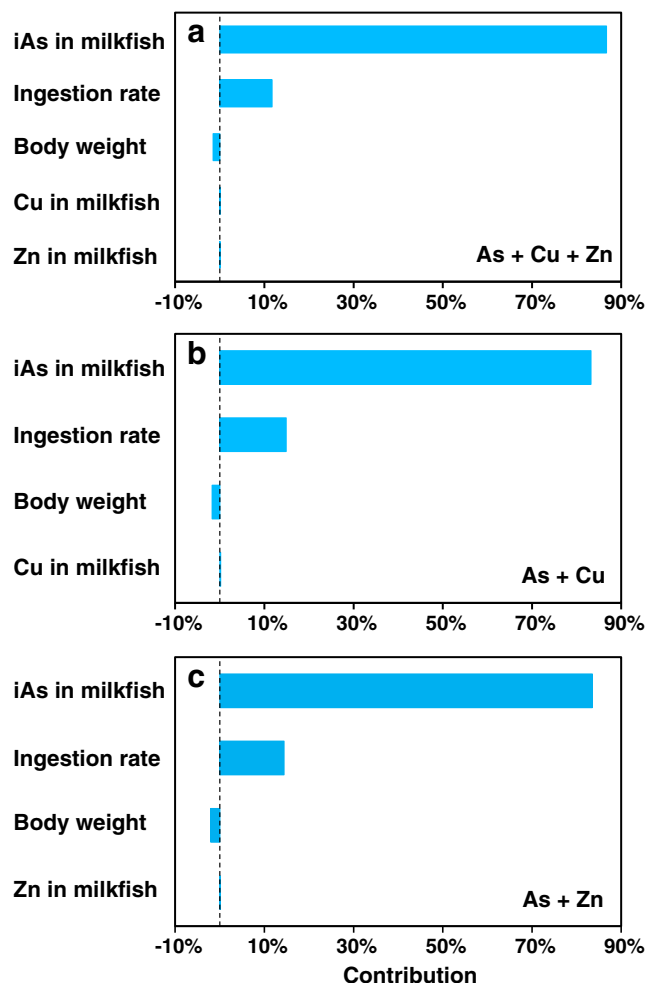 a
iAs in milkfish
Ingestion rate
Body weight
Cu in milkfish
Zn in milkfish
As + Cu + Zn
-10% 10% 30% 50% 70% 90%
b
iAs in milkfish
Ingestion rate
Body weight
Cu in milkfish
As + Cu
-10% 10% 30% 50% 70% 90%
c
iAs in milkfish
Ingestion rate
Body weight
Zn in milkfish
As + Zn
-10% 10% 30% 50% 70% 90%
Contribution